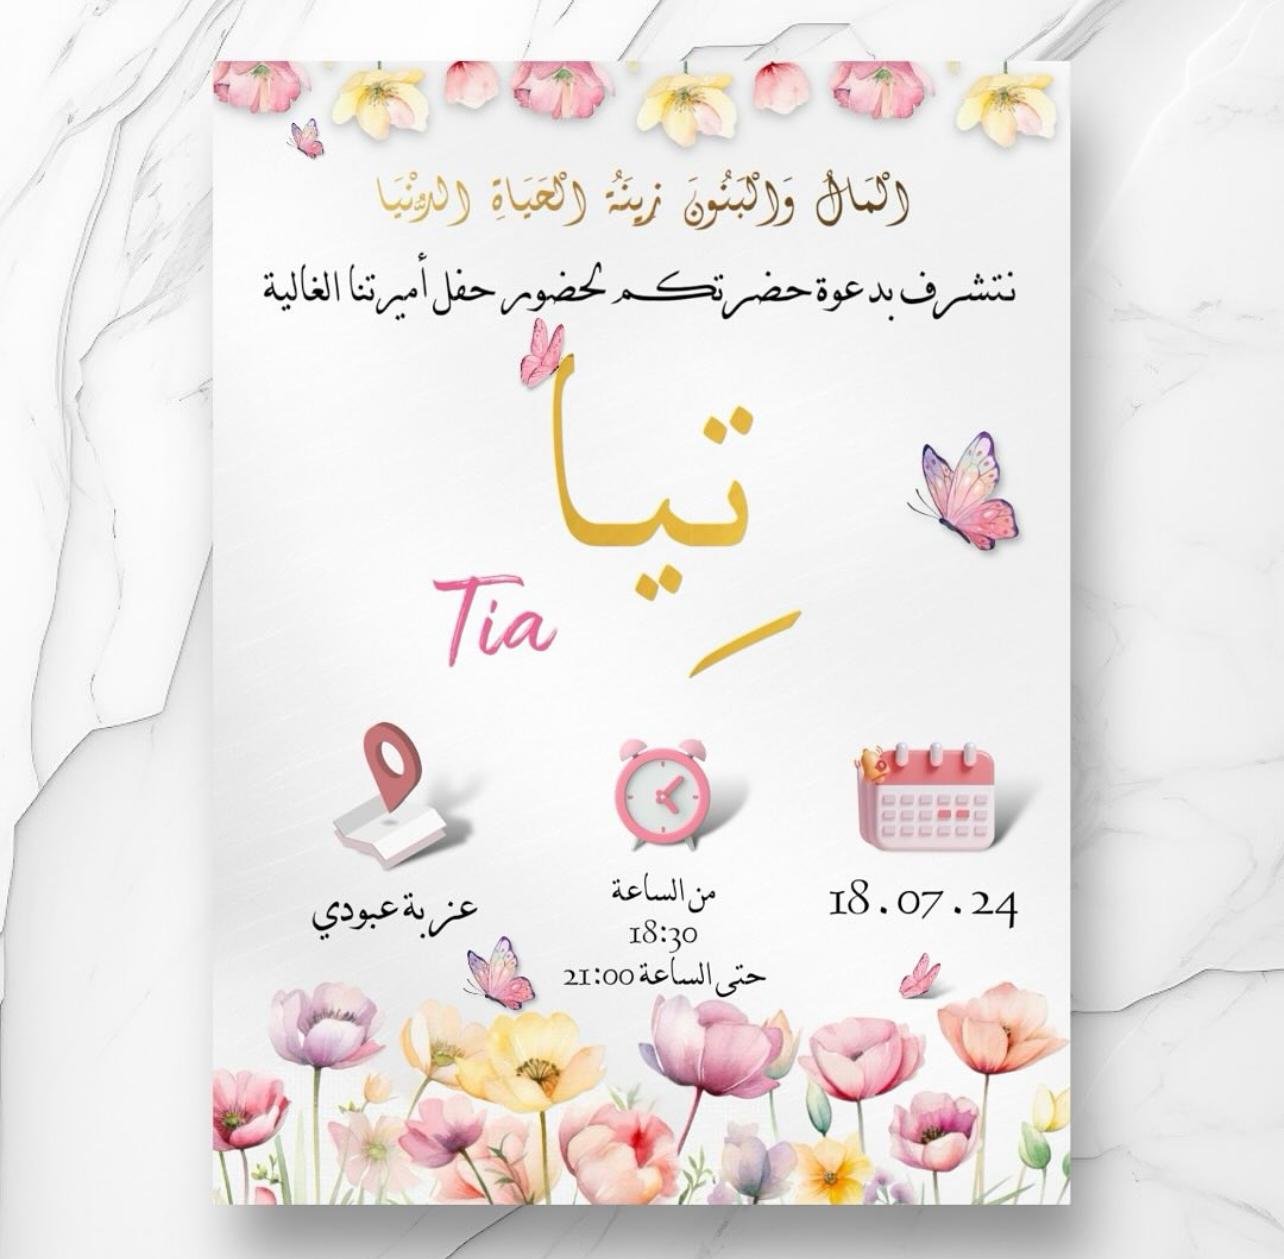 الْمَالُ وَالْبَنُونَ زِينَةُ الْحَيَاةِ الدُّنْيَا
نتشرف بدعوة حضرتكم لحضور حفل أميرتنا الغالية
تِيا
Tia
18.07.24
من الساعة
18:30
حتى الساعة 21:00
عزبة عبودي